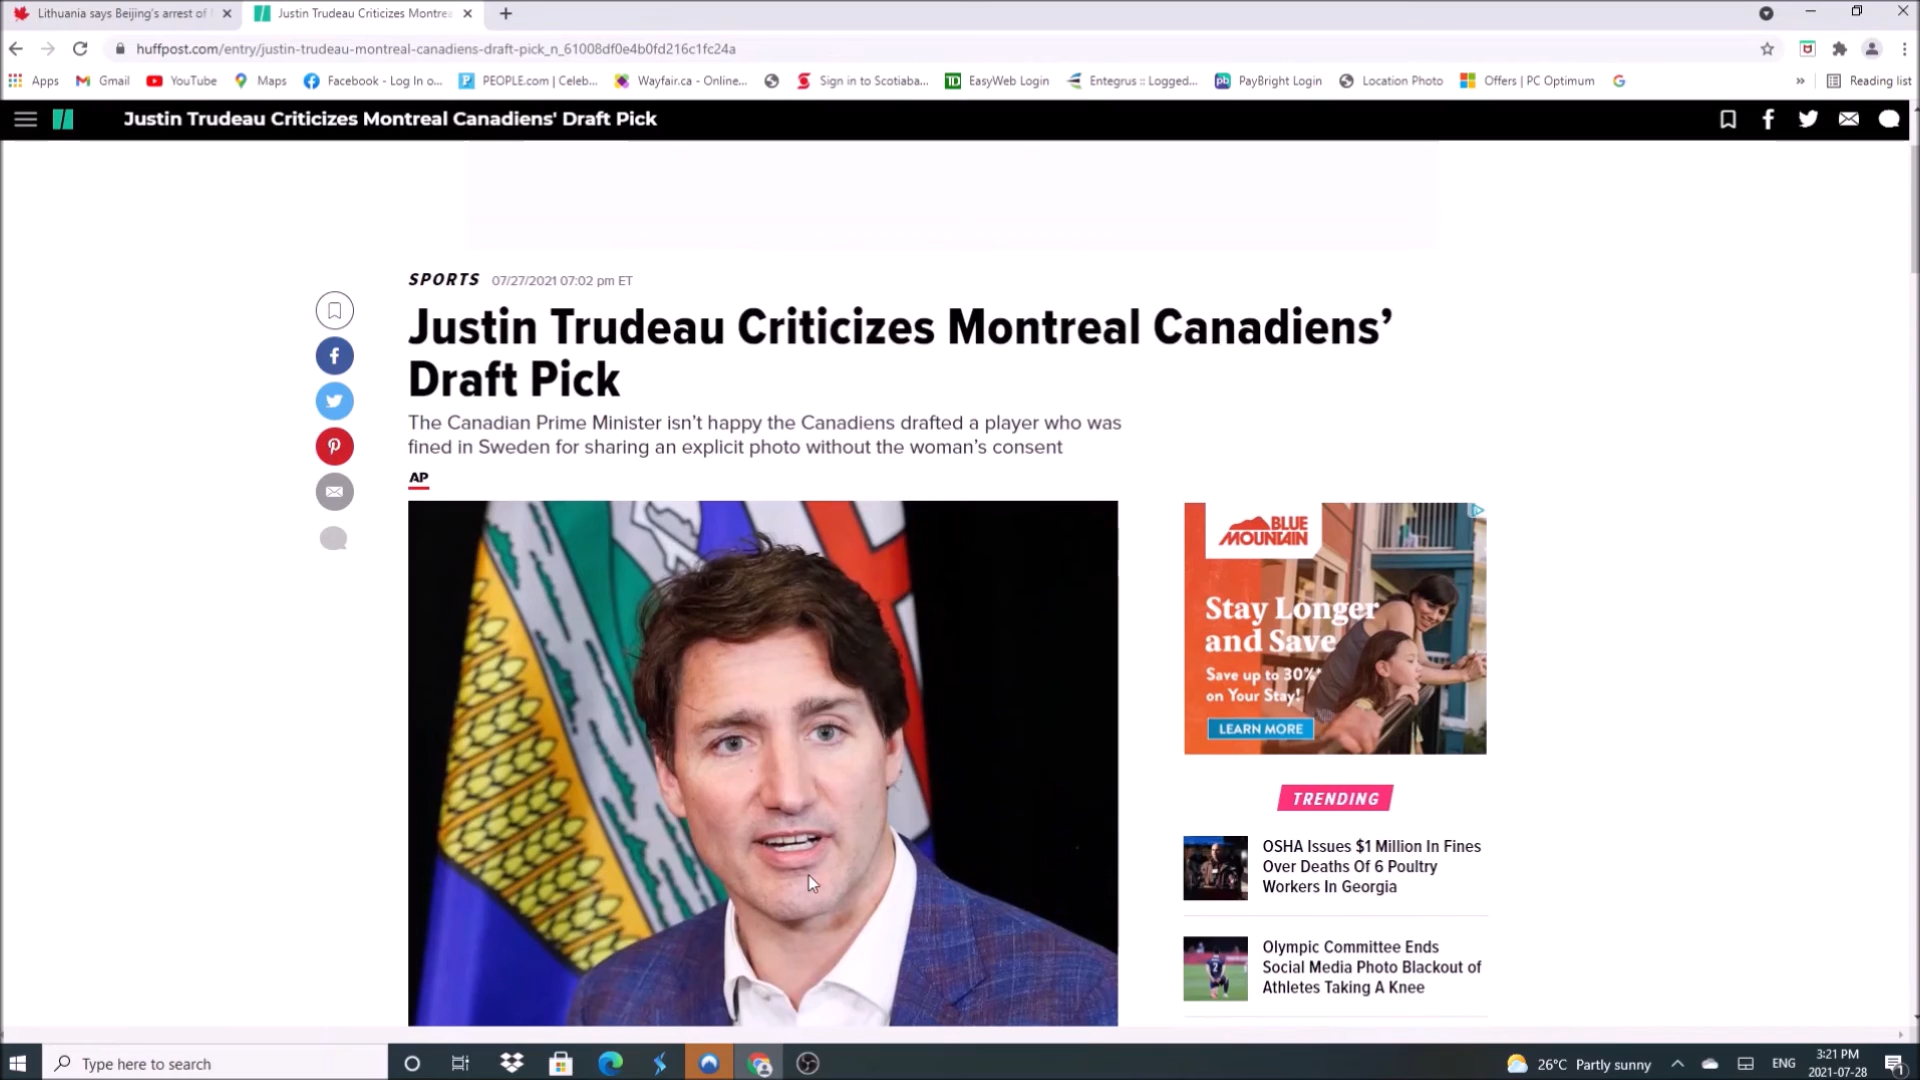 Lithuania says Beijing's arrest of
Justin Trudeau Criticizes Montrea
huffpost.com/entry/justin-trudeau-montreal-canadiens-draft-pick_n_61008df0e4b0fd216c1fc24a
Apps
Gmail
YouTube
Maps
Facebook - Log In o...
PEOPLE.com | Celeb...
Wayfair.ca - Online...
Sign in to Scotiaba...
EasyWeb Login
Entegrus :: Logged...
PayBright Login
Location Photo
Offers | PC Optimum
»
Reading list
Justin Trudeau Criticizes Montreal Canadiens' Draft Pick
SPORTS 07/27/2021 07:02 pm ET
Justin Trudeau Criticizes Montreal Canadiens’
Draft Pick
The Canadian Prime Minister isn’t happy the Canadiens drafted a player who was
fined in Sweden for sharing an explicit photo without the woman’s consent
AP
BLUE
MOUNTAIN
Stay Longer
and Save
Save up to 30%*
on Your Stay!
LEARN MORE
TRENDING
OSHA Issues $1 Million In Fines
Over Deaths Of 6 Poultry
Workers In Georgia
Olympic Committee Ends
Social Media Photo Blackout of
Athletes Taking A Knee
Type here to search
26°C Partly sunny
ENG
3:21 PM
2021-07-28